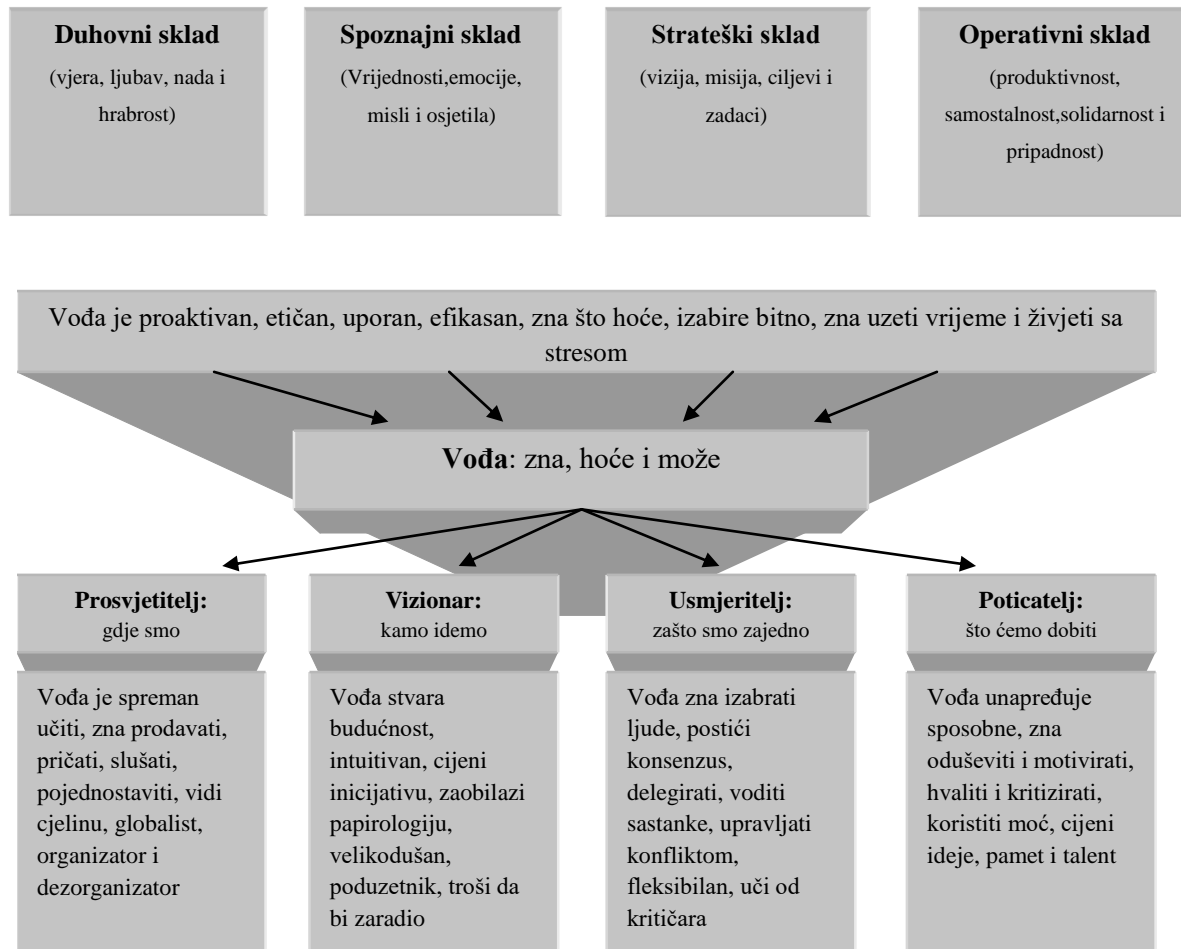 Duhovni sklad
(vjera, ljubav, nada i
hrabrost)
Spoznajni sklad
(Vrijednosti,emocije,
misli i osjetila)
Strateški sklad
(vizija, misija, ciljevi i
zadaci)
Operativni sklad
(produktivnost,
samostalnost,solidarnost i
pripadnost)
Vođa je proaktivan, etičan, uporan, efikasan, zna što hoće, izabire bitno, zna uzeti vrijeme i živjeti sa
stresom
Vođa: zna, hoće i može
Prosvjetitelj:
gdje smo
Vođa je spreman
učiti, zna prodavati,
pričati, slušati,
pojednostaviti, vidi
cjelinu, globalist,
organizator i
dezorganizator
Vizionar:
kamo idemo
Vođa stvara
budućnost,
intuitivan, cijeni
inicijativu, zaobilazi
papirologiju,
velikodušan,
poduzetnik, troši da
bi zaradio
Usmjeritelj:
zašto smo zajedno
Vođa zna izabrati
ljude, postići
konsenzus,
delegirati, voditi
sastanke, upravljati
konfliktom,
fleksibilan, uči od
kritičara
Poticatelj:
što ćemo dobiti
Vođa unapređuje
sposobne, zna
oduševiti i motivirati,
hvaliti i kritizirati,
koristiti moć, cijeni
ideje, pamet i talent